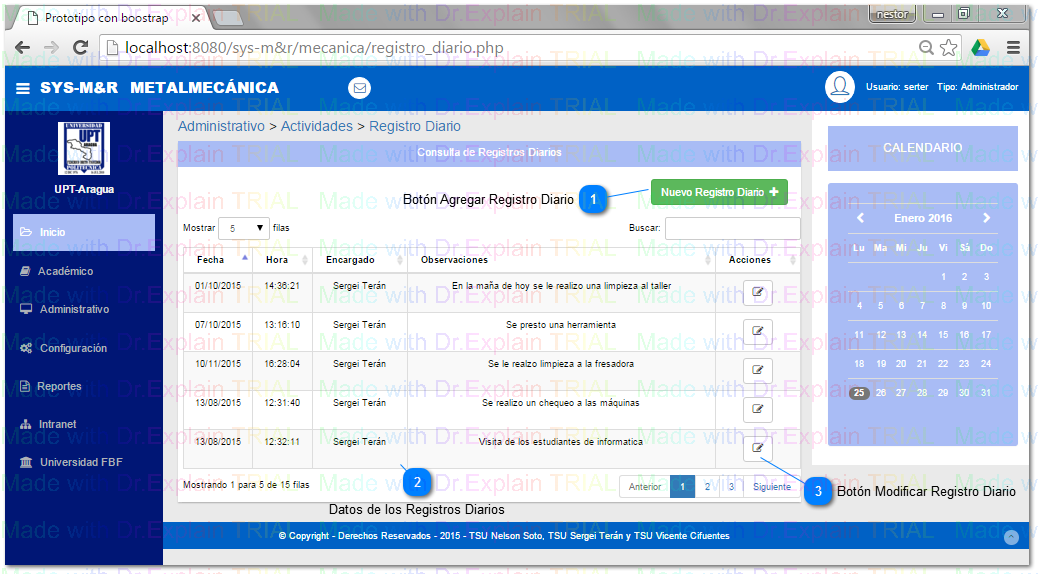 Prototipo con boostrap
nestor
localhost:8080/sys-m&r/mecanica/registro_diario.php
SYS-M&R METALMECÁNICA
Usuario: serter Tipo: Administrador
UNIVERSIDAD
UPT
ARAGUA
UPT-Aragua
Inicio
Académico
Administrativo
Configuración
Reportes
Intranet
Universidad FBF
Administrativo > Actividades > Registro Diario
Consulta de Registros Diarios
Botón Agregar Registro Diario 1
Nuevo Registro Diario +
Mostrar 5 filas
Buscar:
Fecha Hora Encargado Observaciones Acciones
01/10/2015 14:36:21 Sergei Terán En la maña de hoy se le realizo una limpieza al taller
07/10/2015 13:16:10 Sergei Terán Se presto una herramienta
10/11/2015 16:28:04 Sergei Terán Se le realzo limpieza a la fresadora
13/08/2015 12:31:40 Sergei Terán Se realizo un chequeo a las máquinas
13/08/2015 12:32:11 Sergei Terán Visita de los estudiantes de informatica
Mostrando 1 para 5 de 15 filas
Anterior 1 2 3 Siguiente
2
Datos de los Registros Diarios
3 Botón Modificar Registro Diario
CALENDARIO
Enero 2016
Lu Ma Mi Ju Vi Sá Do
1 2 3
4 5 6 7 8 9 10
11 12 13 14 15 16 17
18 19 20 21 22 23 24
25 26 27 28 29 30 31
© Copyright - Derechos Reservados - 2015 - TSU Nelson Soto, TSU Sergei Terán y TSU Vicente Cifuentes
Made with Dr.Explain TRIAL